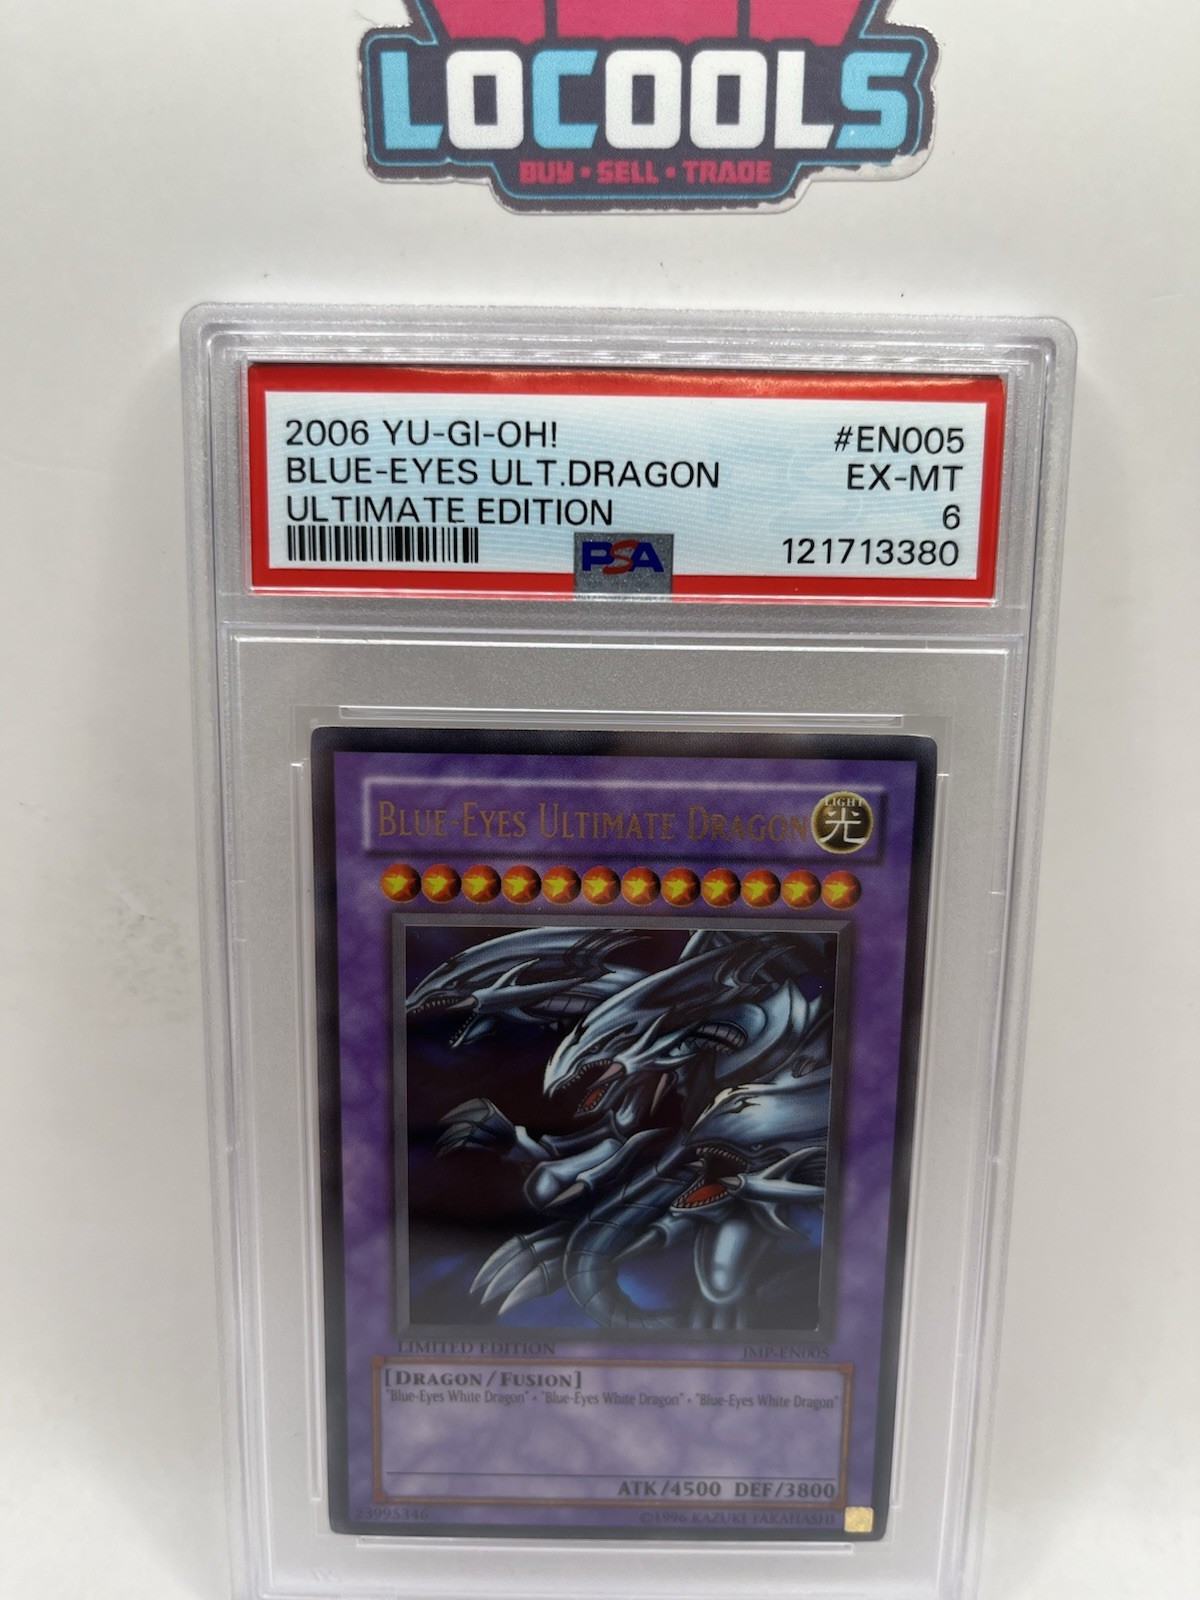 LOCOOLS
BUY • SELL • TRADE
2006 YU-GI-OH! #EN005
BLUE-EYES ULT.DRAGON EX-MT
ULTIMATE EDITION 6
PSA 121713380
BLUE-EYES ULTIMATE DRAGON
LIGHT
光
LIMITED EDITION JMP-EN005
[DRAGON/FUSION]
"Blue-Eyes White Dragon" • "Blue-Eyes White Dragon" • "Blue-Eyes White Dragon"
ATK/4500 DEF/3800
23995346 ©1996 KAZUKI TAKAHASHI